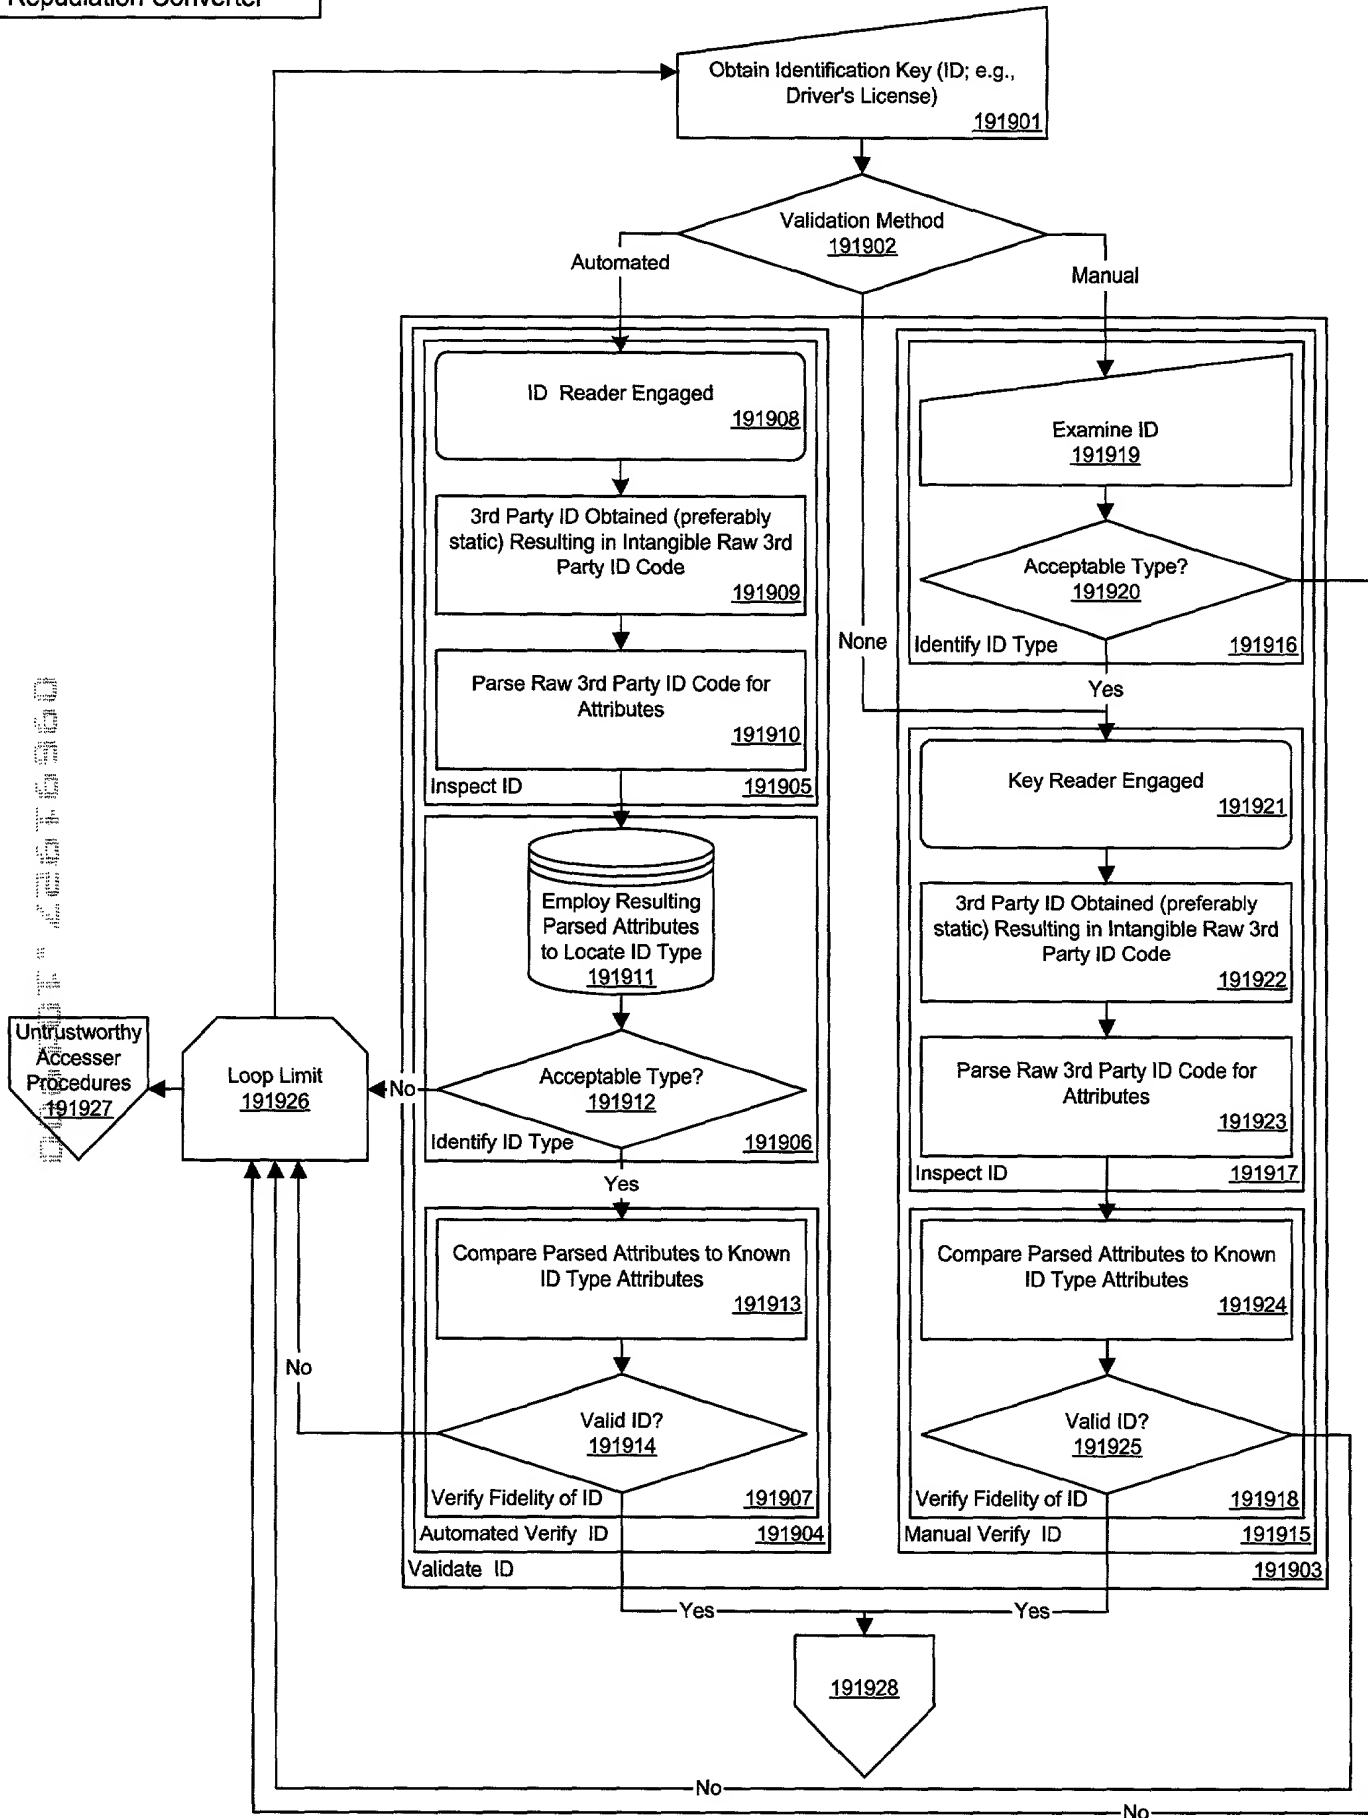 Repudiation Converter
Obtain Identification Key (ID; e.g.,
Driver's License)
191901
Validation Method
191902
Automated
Manual
ID Reader Engaged
191908
3rd Party ID Obtained (preferably
static) Resulting in Intangible Raw 3rd
Party ID Code
191909
Parse Raw 3rd Party ID Code for
Attributes
191910
Inspect ID
191905
Employ Resulting
Parsed Attributes
to Locate ID Type
191911
Acceptable Type?
191912
No
Identify ID Type
191906
Yes
Compare Parsed Attributes to Known
ID Type Attributes
191913
Valid ID?
191914
No
Verify Fidelity of ID
191907
Automated Verify ID
191904
Validate ID
191903
None
Examine ID
191919
Acceptable Type?
191920
Identify ID Type
191916
Yes
Key Reader Engaged
191921
3rd Party ID Obtained (preferably
static) Resulting in Intangible Raw 3rd
Party ID Code
191922
Parse Raw 3rd Party ID Code for
Attributes
191923
Inspect ID
191917
Compare Parsed Attributes to Known
ID Type Attributes
191924
Valid ID?
191925
Verify Fidelity of ID
191918
Manual Verify ID
191915
Untrustworthy
Accesser
Procedures
191927
Loop Limit
191926
Yes
Yes
191928
No
No